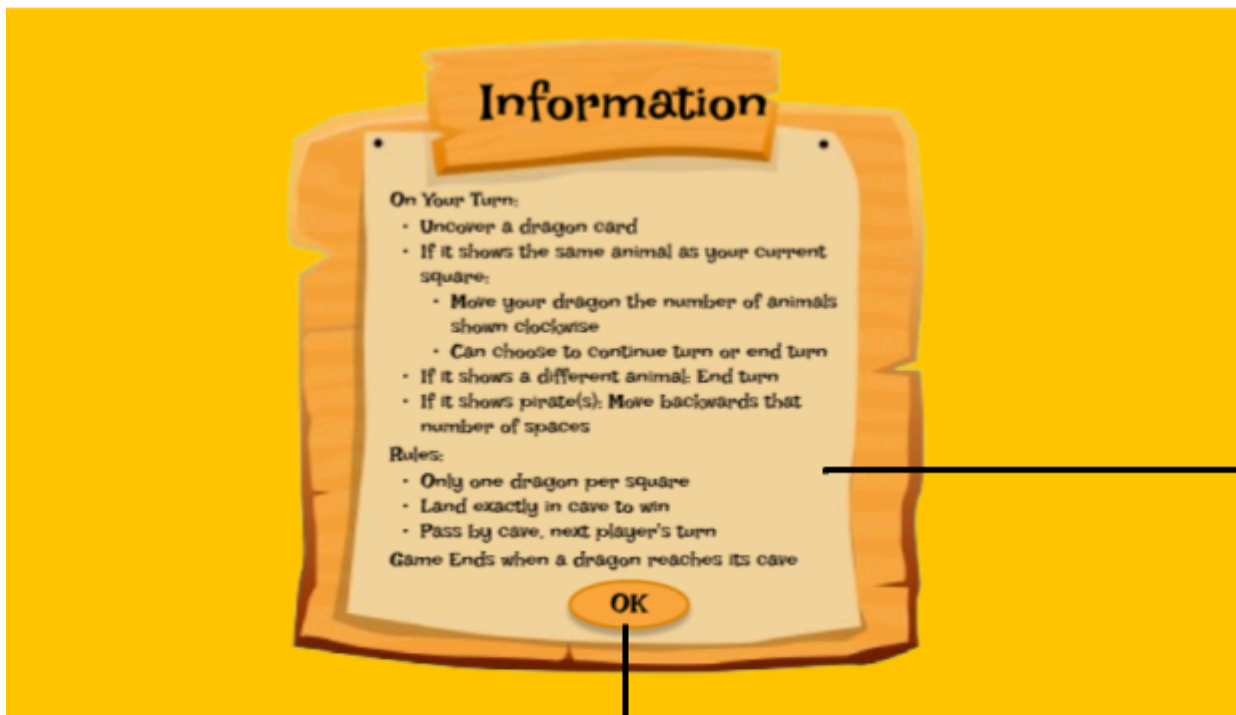 Information
On Your Turn:
• Uncover a dragon card
• If it shows the same animal as your current
square:
• Move your dragon the number of animals
shown clockwise
• Can choose to continue turn or end turn
• If it shows a different animal: End turn
• If it shows pirate(s): Move backwards that
number of spaces
Rules:
• Only one dragon per square
• Land exactly in cave to win
• Pass by cave, next player's turn
Game Ends when a dragon reaches its cave
OK